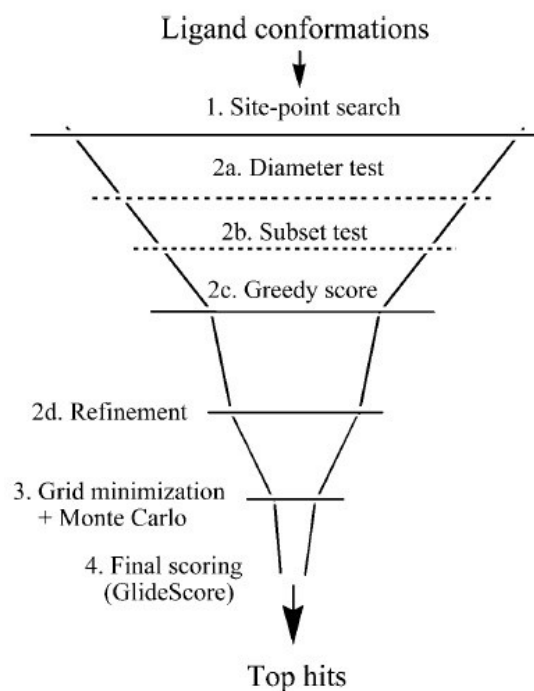 Ligand conformations
1. Site-point search
2a. Diameter test
2b. Subset test
2c. Greedy score
2d. Refinement
3. Grid minimization
+ Monte Carlo
4. Final scoring
(GlideScore)
Top hits